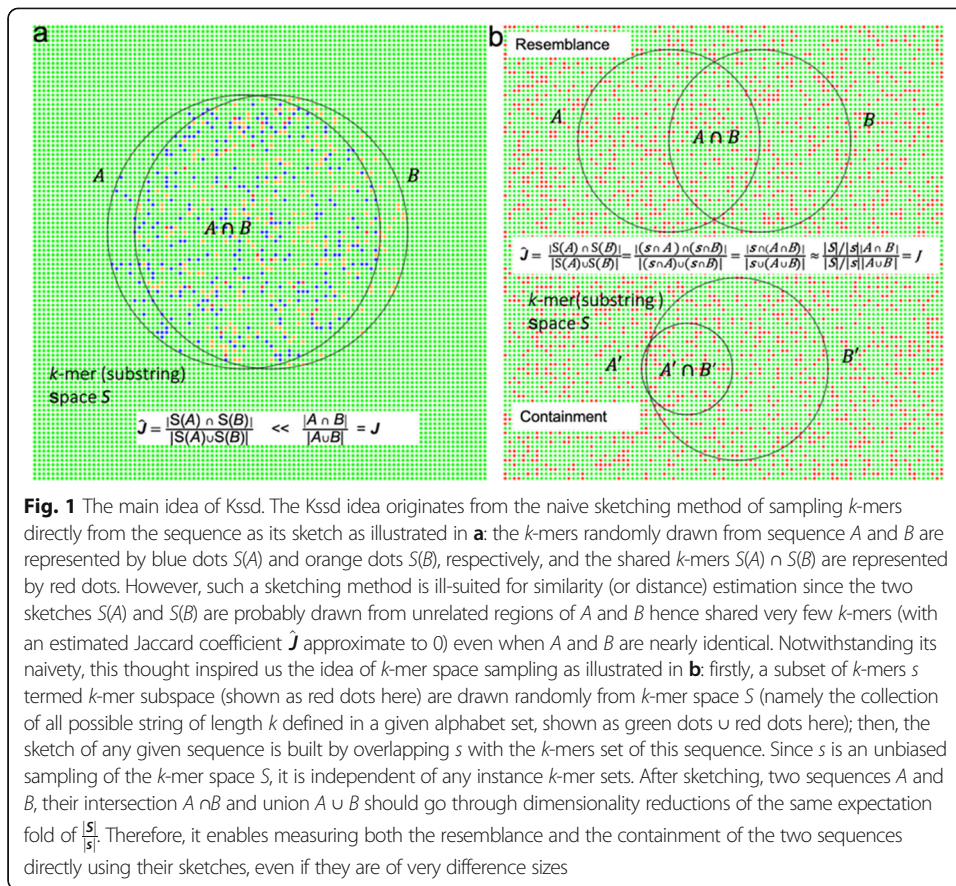 a
A
B
A ∩ B
k-mer (substring)
space S
Ĵ = |S(A) ∩ S(B)| / |S(A)∪S(B)| << |A ∩ B| / |A∪B| = J
b
Resemblance
A
B
A ∩ B
Ĵ = |S(A) ∩ S(B)| / |S(A)∪S(B)| = |(s∩A) ∩(s∩B)| / |(s∩A)∪(s∩B)| = |s∩(A∩B)| / |s∪(A∪B)| ≈ |S|/|s||A∩B| / |S|/|s||A∪B| = J
k-mer(substring)
space S
A′
B′
A′ ∩ B′
Containment
Fig. 1 The main idea of Kssd. The Kssd idea originates from the naive sketching method of sampling k-mers
directly from the sequence as its sketch as illustrated in a: the k-mers randomly drawn from sequence A and B are
represented by blue dots S(A) and orange dots S(B), respectively, and the shared k-mers S(A) ∩ S(B) are represented
by red dots. However, such a sketching method is ill-suited for similarity (or distance) estimation since the two
sketches S(A) and S(B) are probably drawn from unrelated regions of A and B hence shared very few k-mers (with
an estimated Jaccard coefficient Ĵ approximate to 0) even when A and B are nearly identical. Notwithstanding its
naivety, this thought inspired us the idea of k-mer space sampling as illustrated in b: firstly, a subset of k-mers s
termed k-mer subspace (shown as red dots here) are drawn randomly from k-mer space S (namely the collection
of all possible string of length k defined in a given alphabet set, shown as green dots ∪ red dots here); then, the
sketch of any given sequence is built by overlapping s with the k-mers set of this sequence. Since s is an unbiased
sampling of the k-mer space S, it is independent of any instance k-mer sets. After sketching, two sequences A and
B, their intersection A ∩B and union A ∪ B should go through dimensionality reductions of the same expectation
fold of |S|/|s|. Therefore, it enables measuring both the resemblance and the containment of the two sequences
directly using their sketches, even if they are of very difference sizes